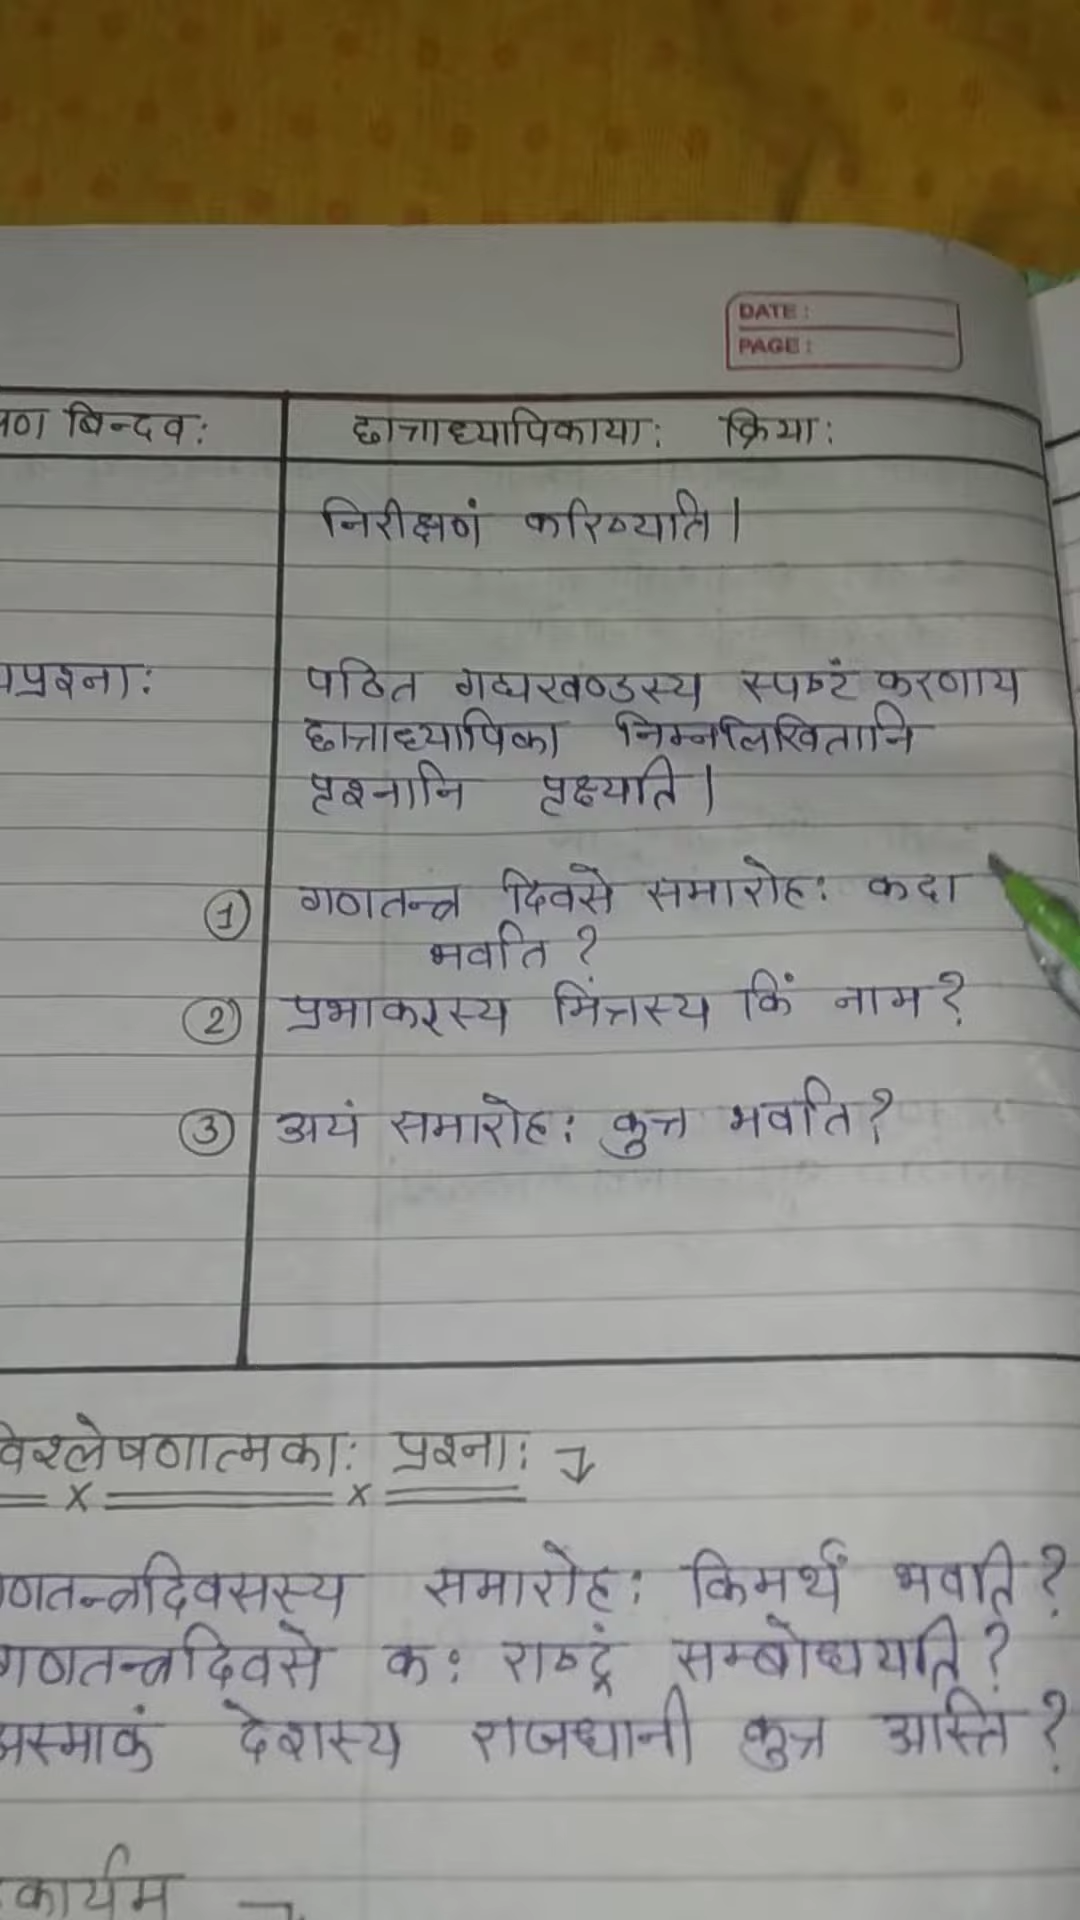 DATE :
PAGE :
बिन्दवः छात्राध्यापिकायाः क्रियाः
निरीक्षणं करिष्यति।
प्रश्नाः पठित गद्यखण्डस्य स्पष्टं करणाय
छात्राध्यापिका निम्नलिखितानि
प्रश्नानि पृक्ष्यति।
① गणतन्त्र दिवसे समारोहः कदा
भवति ?
② प्रभाकरस्य मित्रस्य किं नाम ?
③ अयं समारोहः कुत्र भवति ?
विश्लेषणात्मकाः प्रश्नाः
गणतन्त्रदिवसस्य समारोहः किमर्थं भवति ?
गणतन्त्रदिवसे कः राष्ट्रं सम्बोधयति ?
अस्माकं देशस्य राजधानी कुत्र अस्ति ?
कार्यम